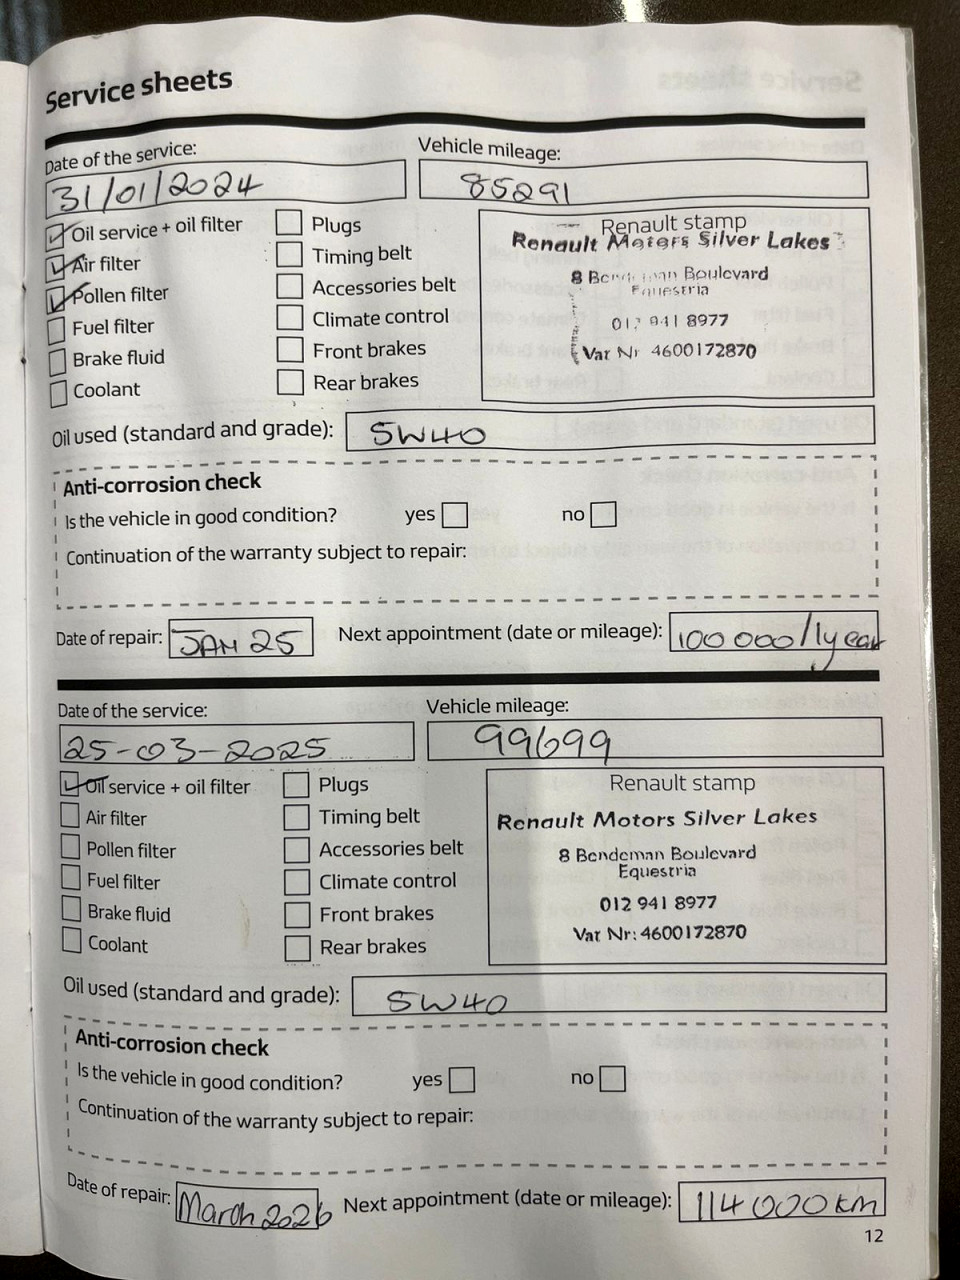 Service sheets
Date of the service: Vehicle mileage:
31/01/2024 85291
Oil service + oil filter Plugs
Air filter Timing belt
Pollen filter Accessories belt
Fuel filter Climate control
Brake fluid Front brakes
Coolant Rear brakes
Renault stamp
Renault Motors Silver Lakes
8 Boulevard
Equestria
941 8977
Vat Nr 4600172870
Oil used (standard and grade): 5W40
Anti-corrosion check
Is the vehicle in good condition? yes no
Continuation of the warranty subject to repair:
Date of repair: JAN 25 Next appointment (date or mileage): 100 000/1year
Date of the service: Vehicle mileage:
25-03-2025 99699
Oil service + oil filter Plugs
Air filter Timing belt
Pollen filter Accessories belt
Fuel filter Climate control
Brake fluid Front brakes
Coolant Rear brakes
Renault stamp
Renault Motors Silver Lakes
8 Bendeman Boulevard
Equestria
012 941 8977
Vat Nr: 4600172870
Oil used (standard and grade): 5W40
Anti-corrosion check
Is the vehicle in good condition? yes no
Continuation of the warranty subject to repair:
Date of repair: March 2026 Next appointment (date or mileage): 114 000 km
12